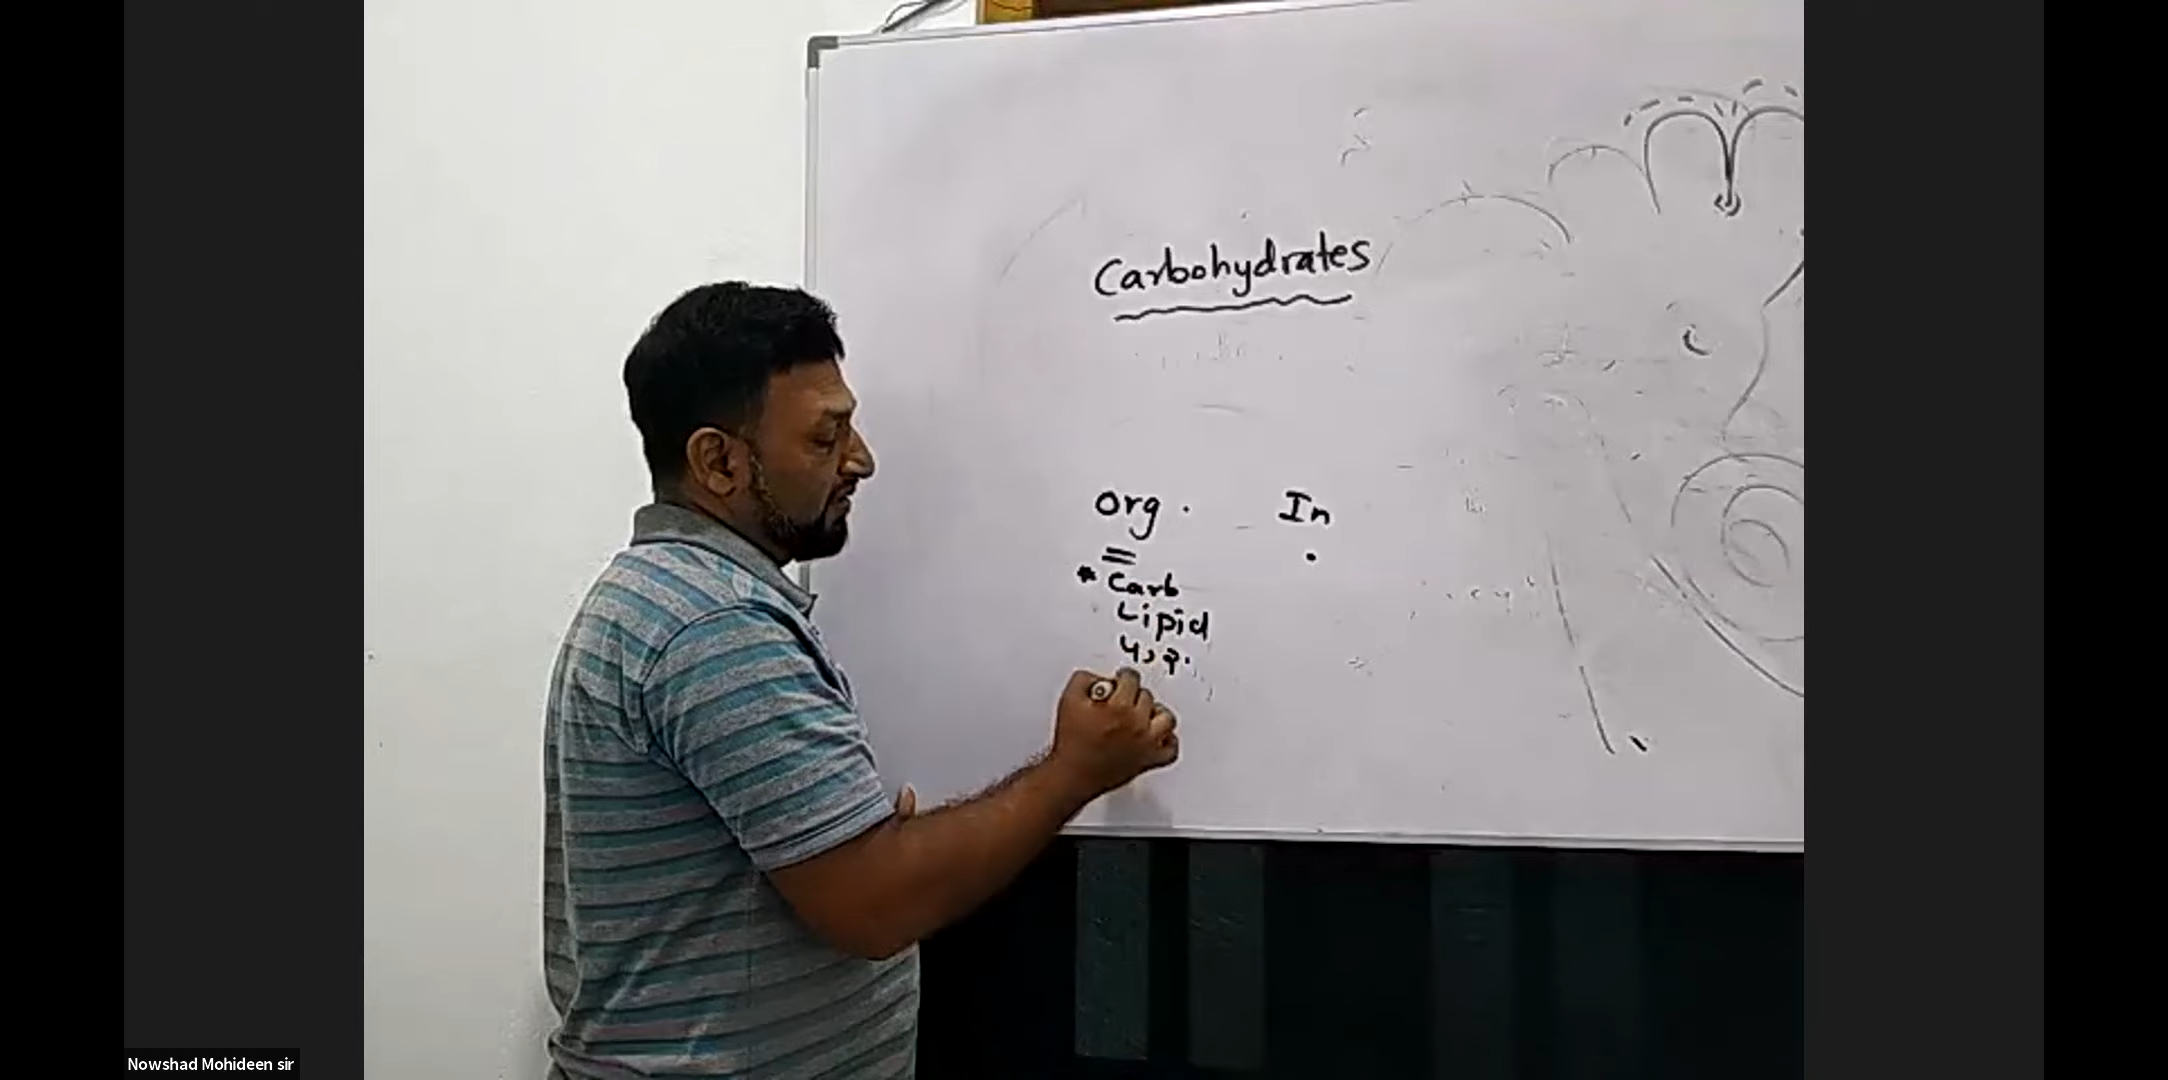 Carbohydrates
org. In
* Carb
Lipid
Nowshad Mohideen sir